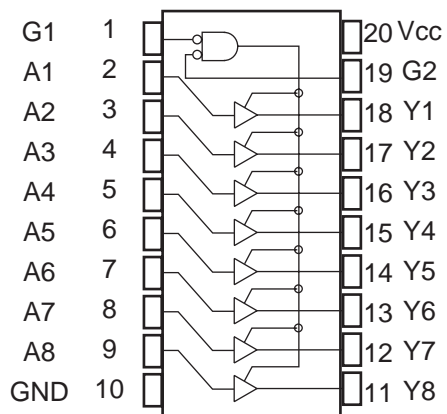 G1 1 20 Vcc
A1 2 19 G2
A2 3 18 Y1
A3 4 17 Y2
A4 5 16 Y3
A5 6 15 Y4
A6 7 14 Y5
A7 8 13 Y6
A8 9 12 Y7
GND 10 11 Y8